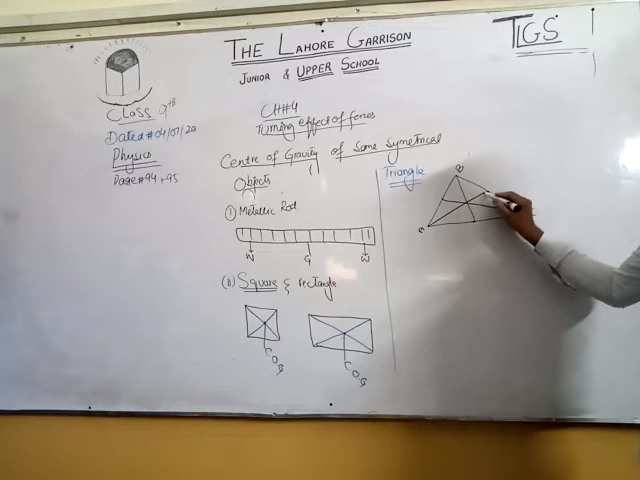 THE LAHORE GARRISON
JUNIOR & UPPER SCHOOL
TLGS
CLASS 9th
Dated # 04/07/20
Physics
Page # 94 + 95
CH#4
Turning effect of forces
Centre of Gravity of Some Symetrical
Objects
(I) Metallic Rod
W G W
(II) Square & rectangle
C O G
C O G
Triangle
B